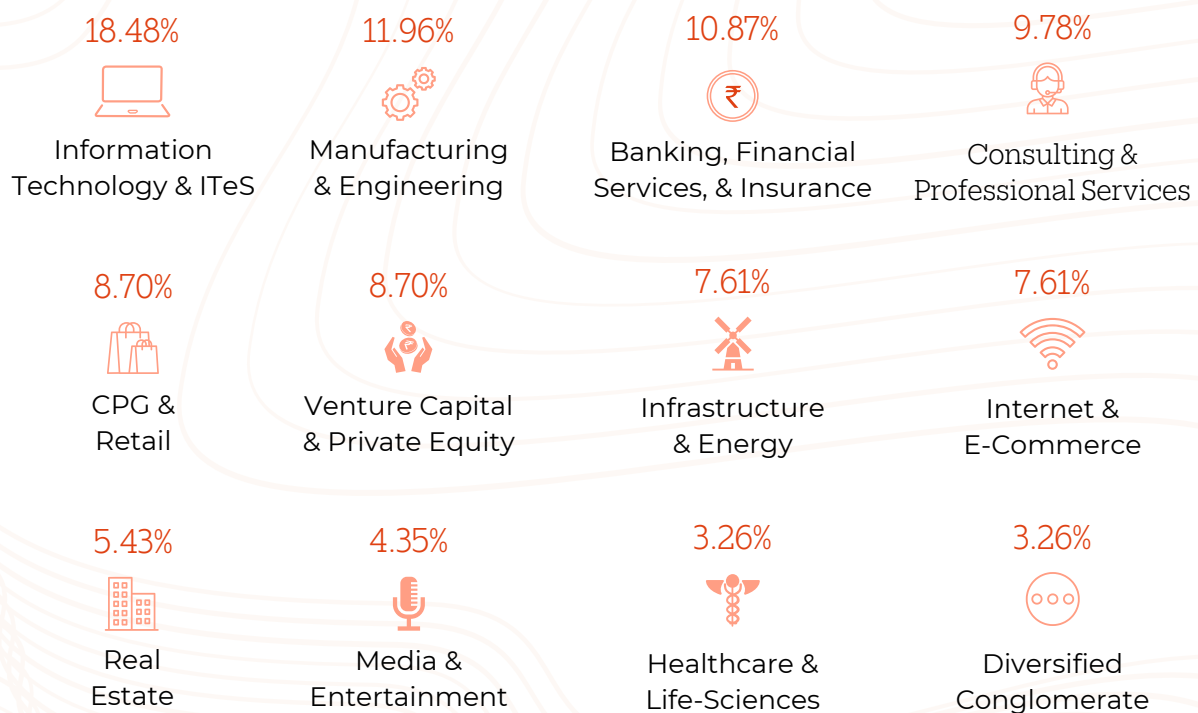 18.48%
11.96%
10.87%
9.78%
₹
Information
Technology & ITeS
Manufacturing
& Engineering
Banking, Financial
Services, & Insurance
Consulting &
Professional Services
8.70%
8.70%
7.61%
7.61%
₹
₹
CPG &
Retail
Venture Capital
& Private Equity
Infrastructure
& Energy
Internet &
E-Commerce
5.43%
4.35%
3.26%
3.26%
Real
Estate
Media &
Entertainment
Healthcare &
Life-Sciences
Diversified
Conglomerate